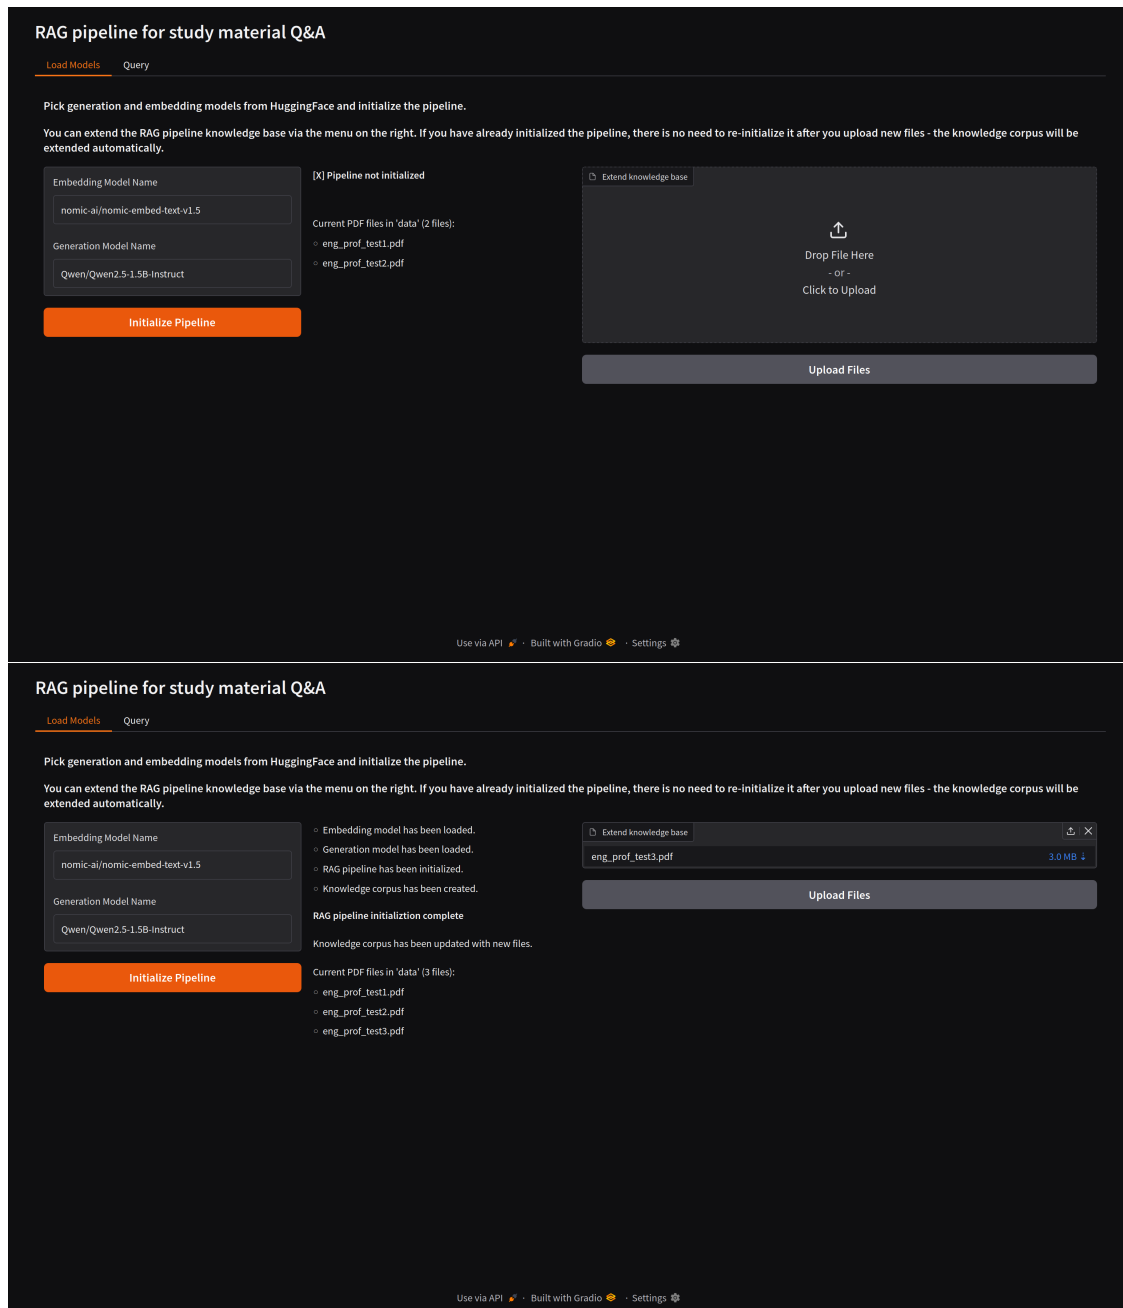 RAG pipeline for study material Q&A
Load Models
Query
Pick generation and embedding models from HuggingFace and initialize the pipeline.
You can extend the RAG pipeline knowledge base via the menu on the right. If you have already initialized the pipeline, there is no need to re-initialize it after you upload new files - the knowledge corpus will be
extended automatically.
Embedding Model Name
nomic-ai/nomic-embed-text-v1.5
Generation Model Name
Qwen/Qwen2.5-1.5B-Instruct
Initialize Pipeline
[X] Pipeline not initialized
Current PDF files in 'data' (2 files):
eng_prof_test1.pdf
eng_prof_test2.pdf
Extend knowledge base
Drop File Here
- or -
Click to Upload
Upload Files
Use via API · Built with Gradio · Settings
RAG pipeline for study material Q&A
Load Models
Query
Pick generation and embedding models from HuggingFace and initialize the pipeline.
You can extend the RAG pipeline knowledge base via the menu on the right. If you have already initialized the pipeline, there is no need to re-initialize it after you upload new files - the knowledge corpus will be
extended automatically.
Embedding Model Name
nomic-ai/nomic-embed-text-v1.5
Generation Model Name
Qwen/Qwen2.5-1.5B-Instruct
Initialize Pipeline
Embedding model has been loaded.
Generation model has been loaded.
RAG pipeline has been initialized.
Knowledge corpus has been created.
RAG pipeline initializtion complete
Knowledge corpus has been updated with new files.
Current PDF files in 'data' (3 files):
eng_prof_test1.pdf
eng_prof_test2.pdf
eng_prof_test3.pdf
Extend knowledge base
eng_prof_test3.pdf
3.0 MB ↓
Upload Files
Use via API · Built with Gradio · Settings